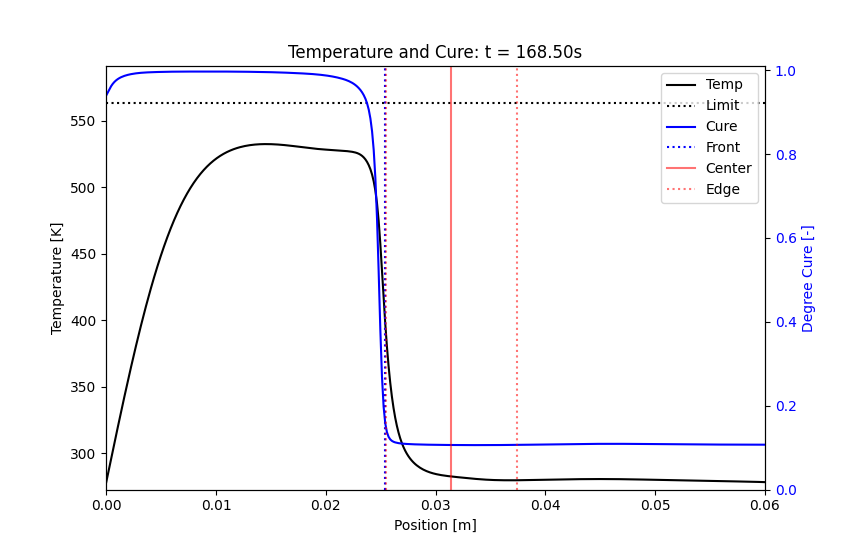 Temperature and Cure: t = 168.50s
Temp
Limit
Cure
Front
Center
Edge
Temperature [K]
550
500
450
400
350
300
1.0
0.8
0.6
0.4
0.2
0.0
Degree Cure [-]
0.00 0.01 0.02 0.03 0.04 0.05 0.06
Position [m]